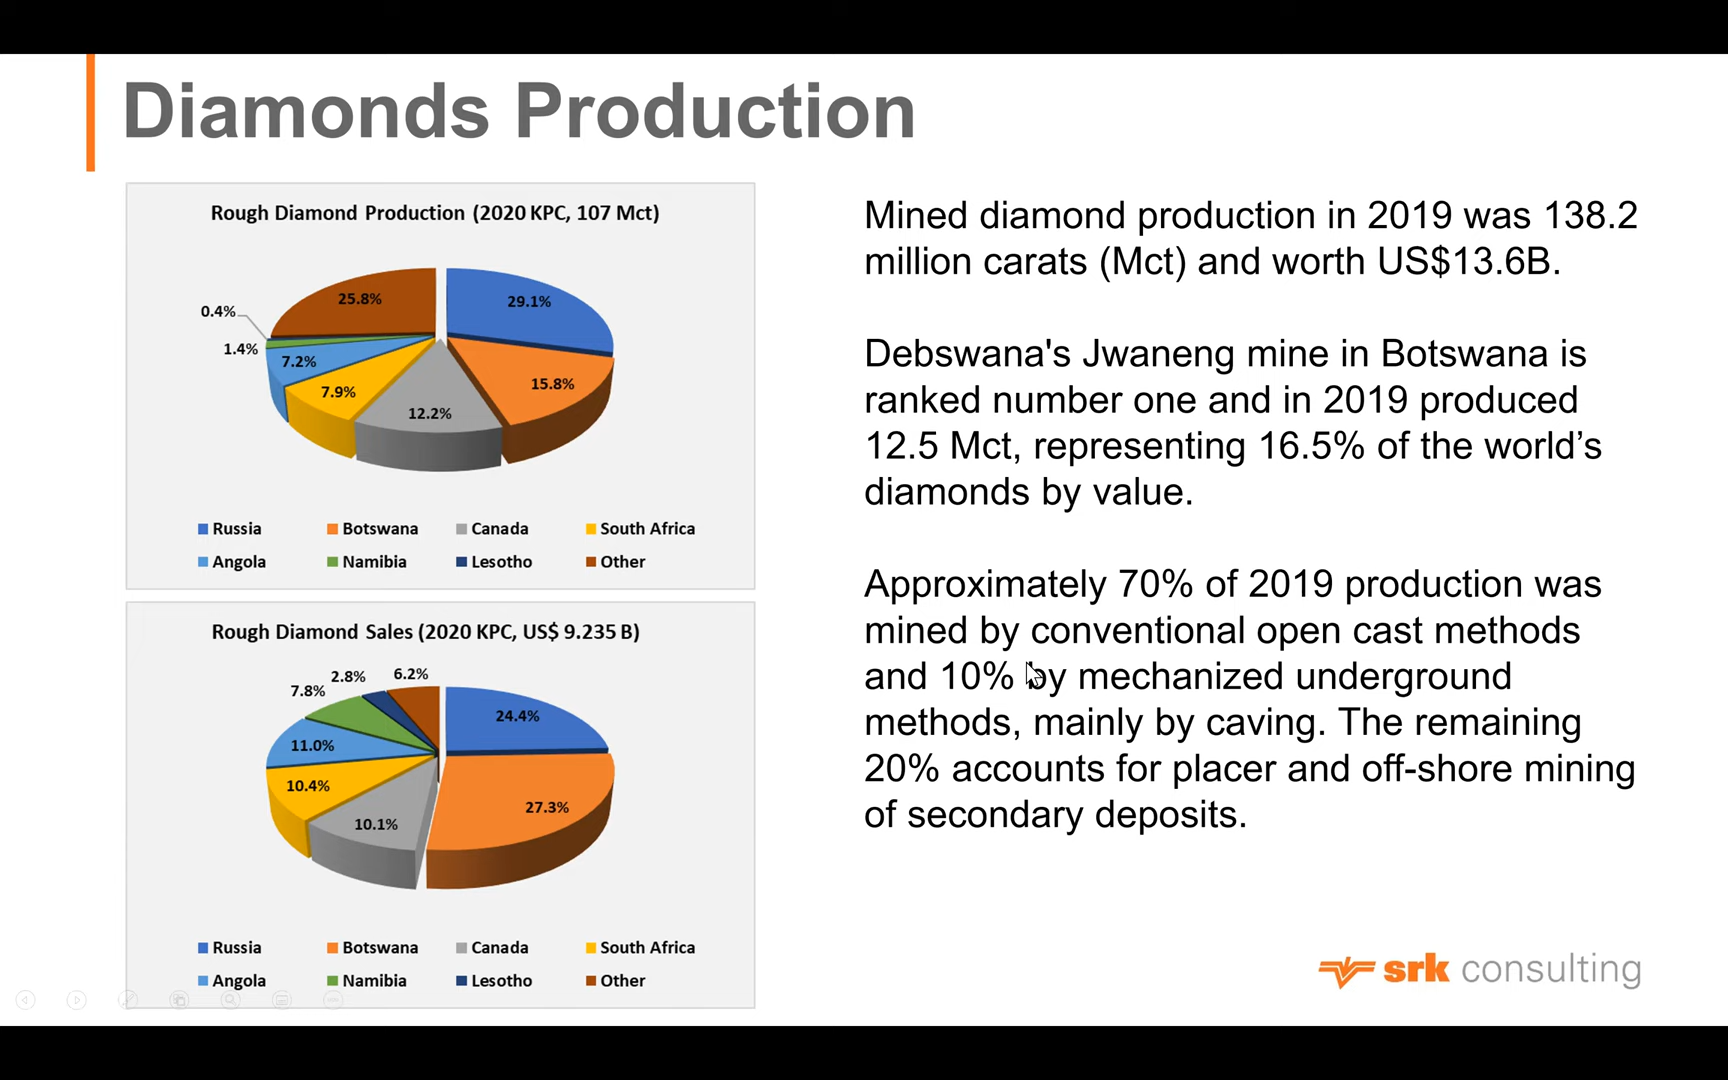 Diamonds Production
Rough Diamond Production (2020 KPC, 107 Mct)
25.8%
29.1%
0.4%
1.4%
7.2%
15.8%
7.9%
12.2%
Russia
Botswana
Canada
South Africa
Angola
Namibia
Lesotho
Other
Rough Diamond Sales (2020 KPC, US$ 9.235 B)
6.2%
2.8%
7.8%
24.4%
11.0%
10.4%
27.3%
10.1%
Russia
Botswana
Canada
South Africa
Angola
Namibia
Lesotho
Other
Mined diamond production in 2019 was 138.2
million carats (Mct) and worth US$13.6B.
Debswana's Jwaneng mine in Botswana is
ranked number one and in 2019 produced
12.5 Mct, representing 16.5% of the world’s
diamonds by value.
Approximately 70% of 2019 production was
mined by conventional open cast methods
and 10% by mechanized underground
methods, mainly by caving. The remaining
20% accounts for placer and off-shore mining
of secondary deposits.
srk consulting